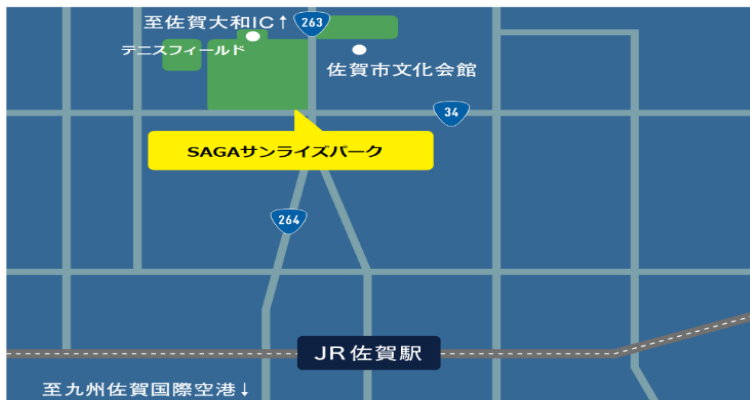 至佐賀大和IC↑
263
テニスフィールド
佐賀市文化会館
34
SAGAサンライズパーク
264
JR佐賀駅
至九州佐賀国際空港↓